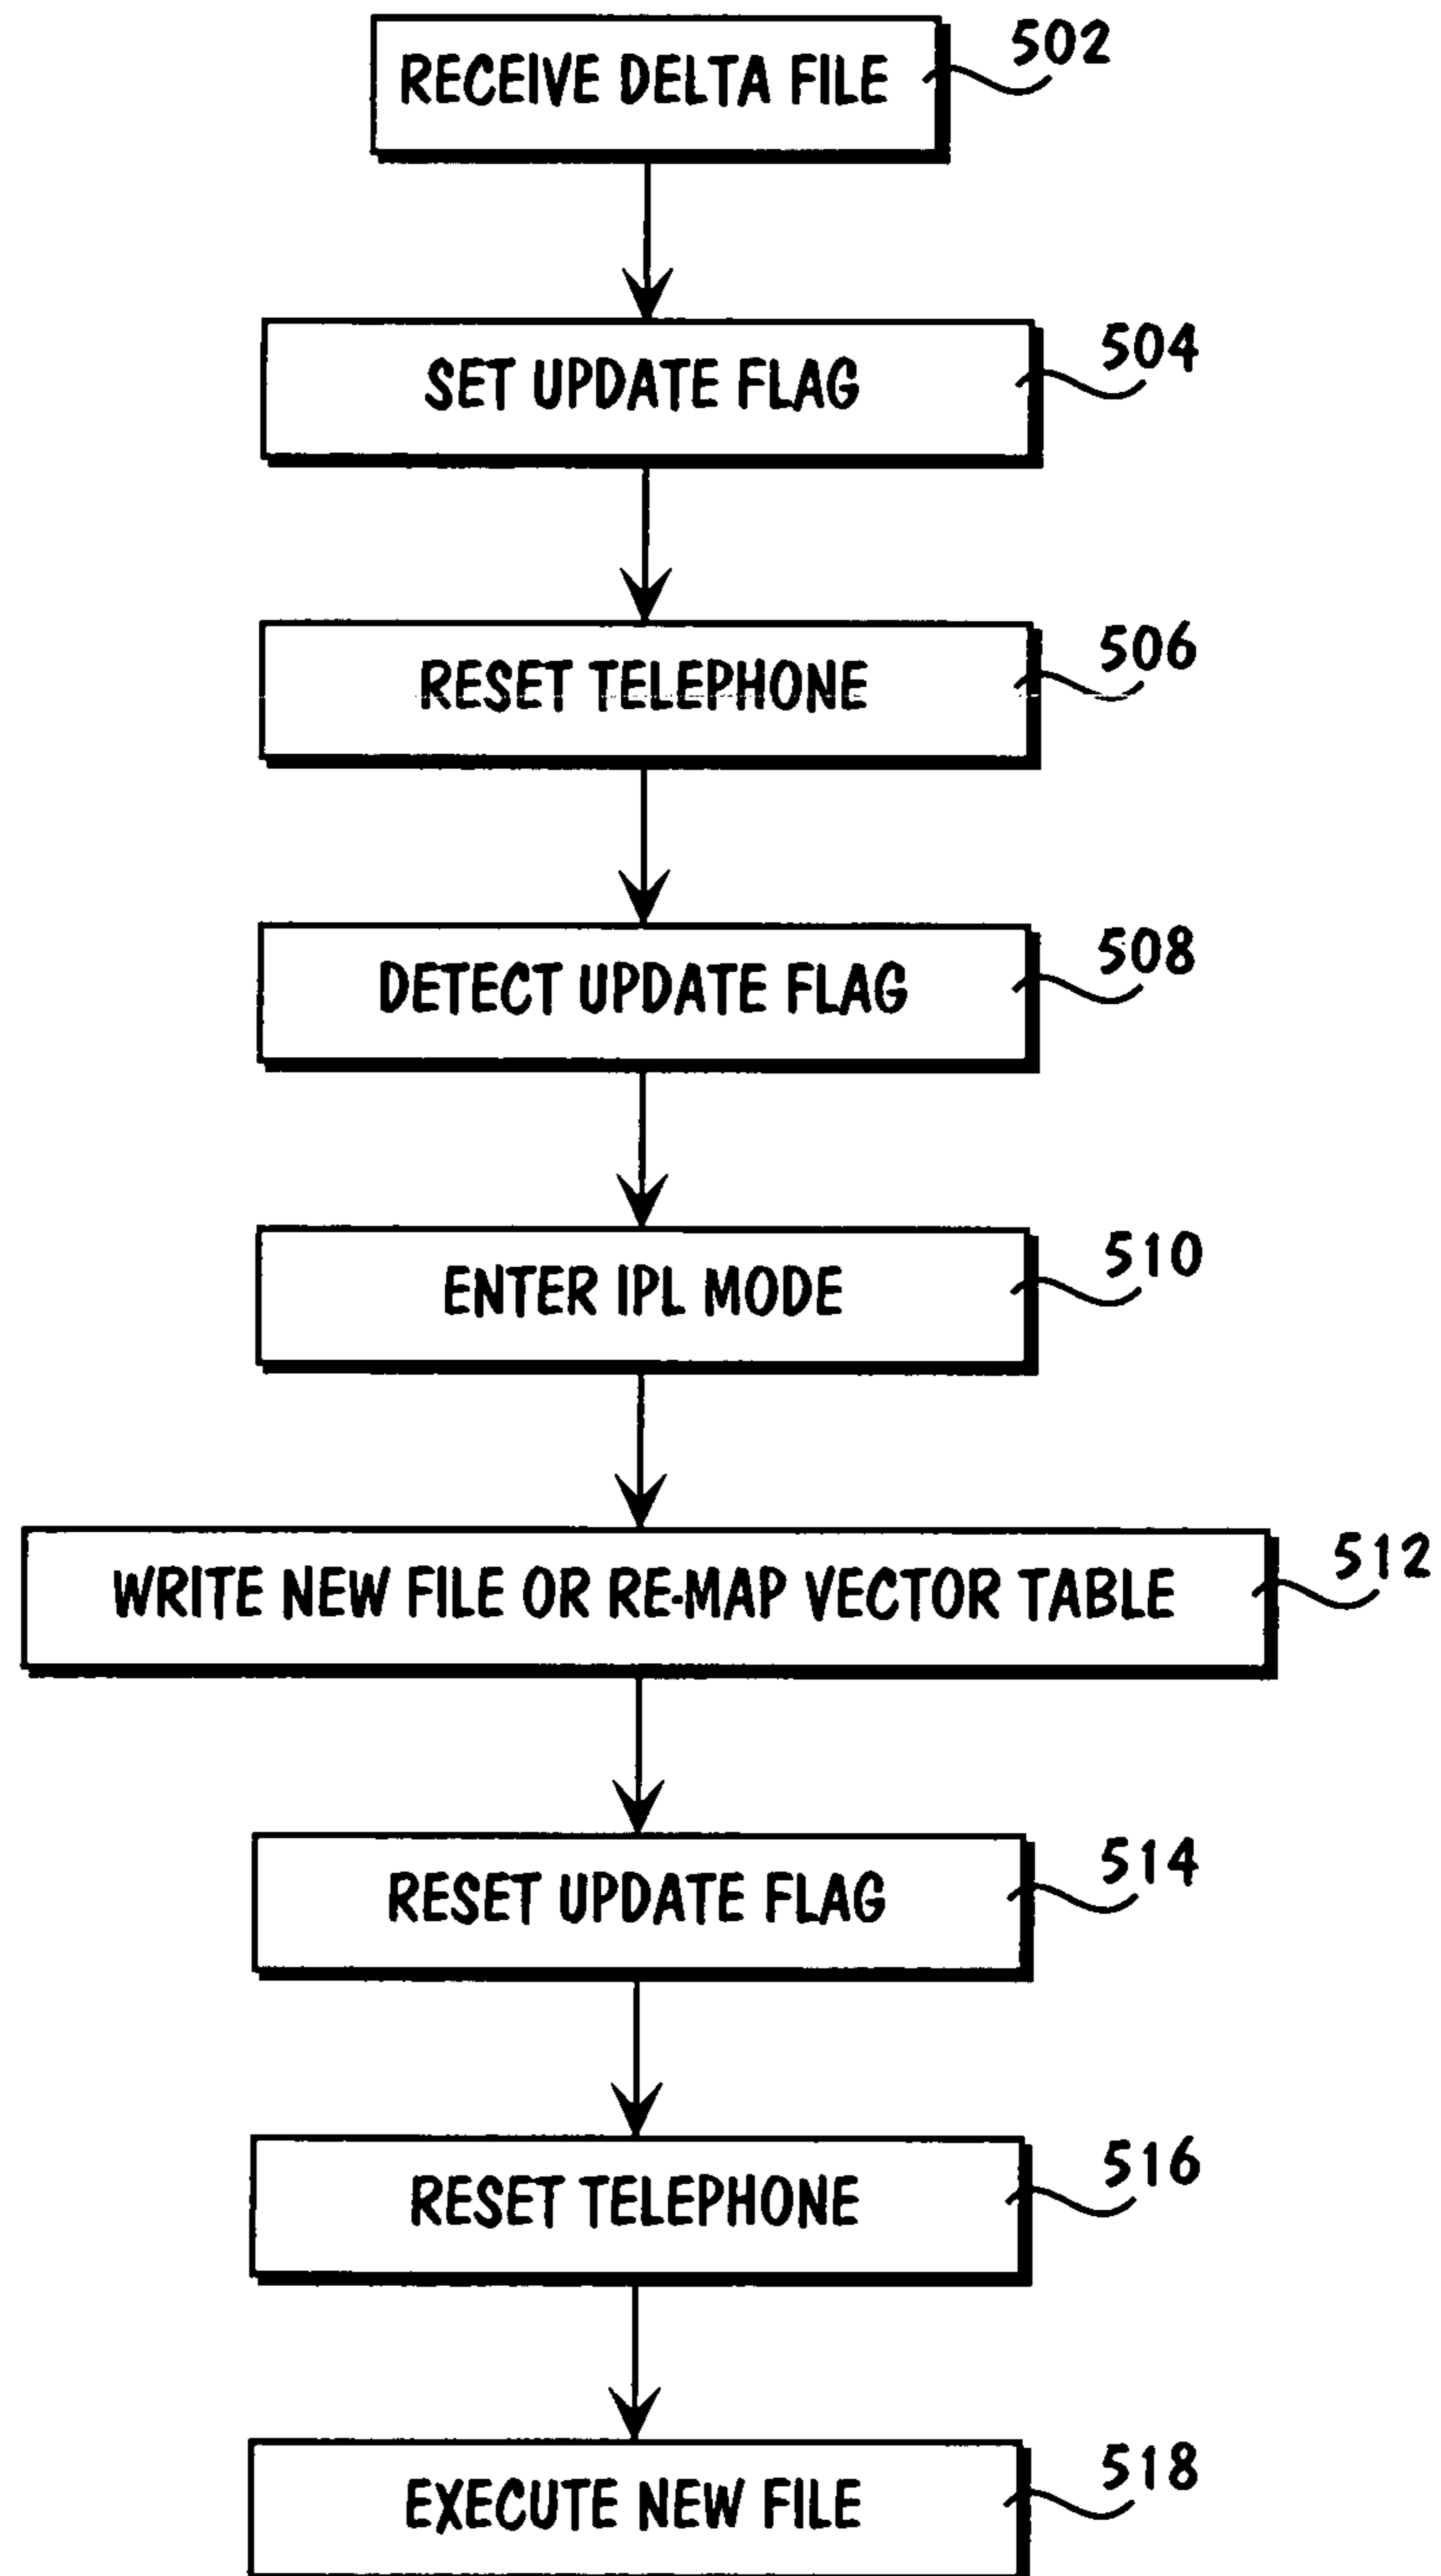 RECEIVE DELTA FILE
502
SET UPDATE FLAG
504
RESET TELEPHONE
506
DETECT UPDATE FLAG
508
ENTER IPL MODE
510
WRITE NEW FILE OR RE-MAP VECTOR TABLE
512
RESET UPDATE FLAG
514
RESET TELEPHONE
516
EXECUTE NEW FILE
518